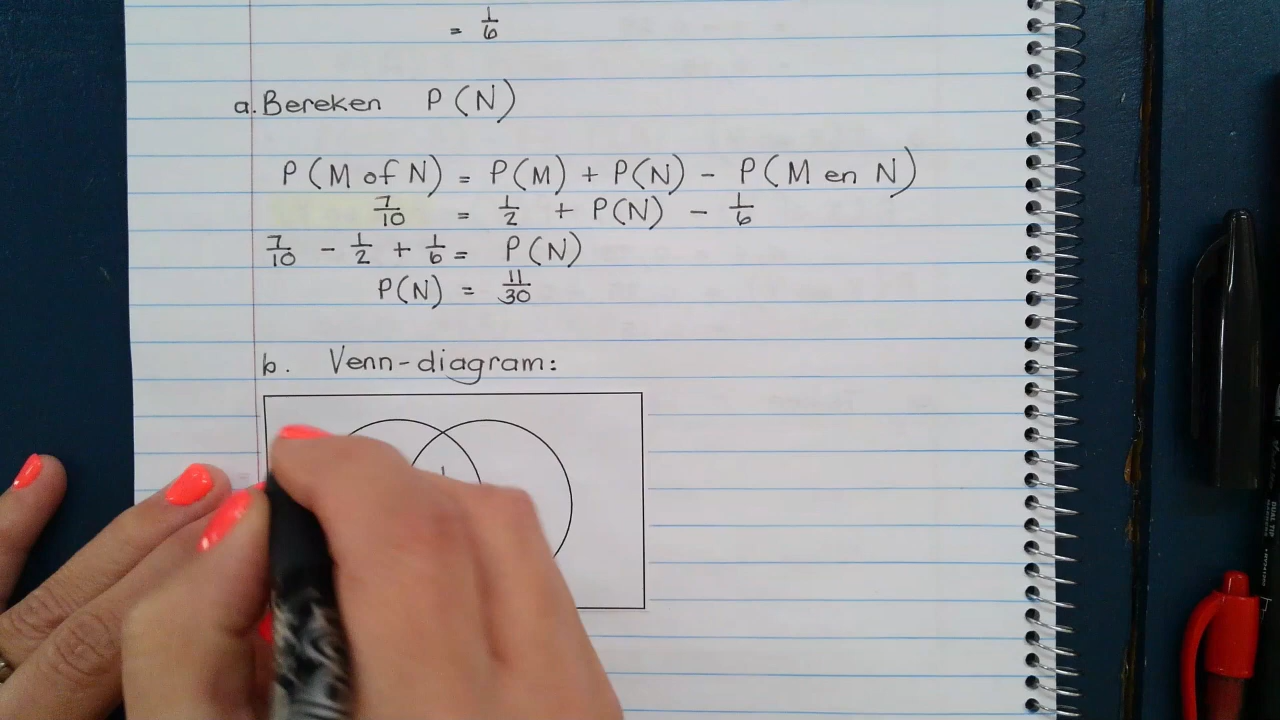 = 1/6
a. Bereken P(N)
P(M of N) = P(M) + P(N) - P(M en N)
7/10 = 1/2 + P(N) - 1/6
7/10 - 1/2 + 1/6 = P(N)
P(N) = 11/30
b. Venn-diagram: